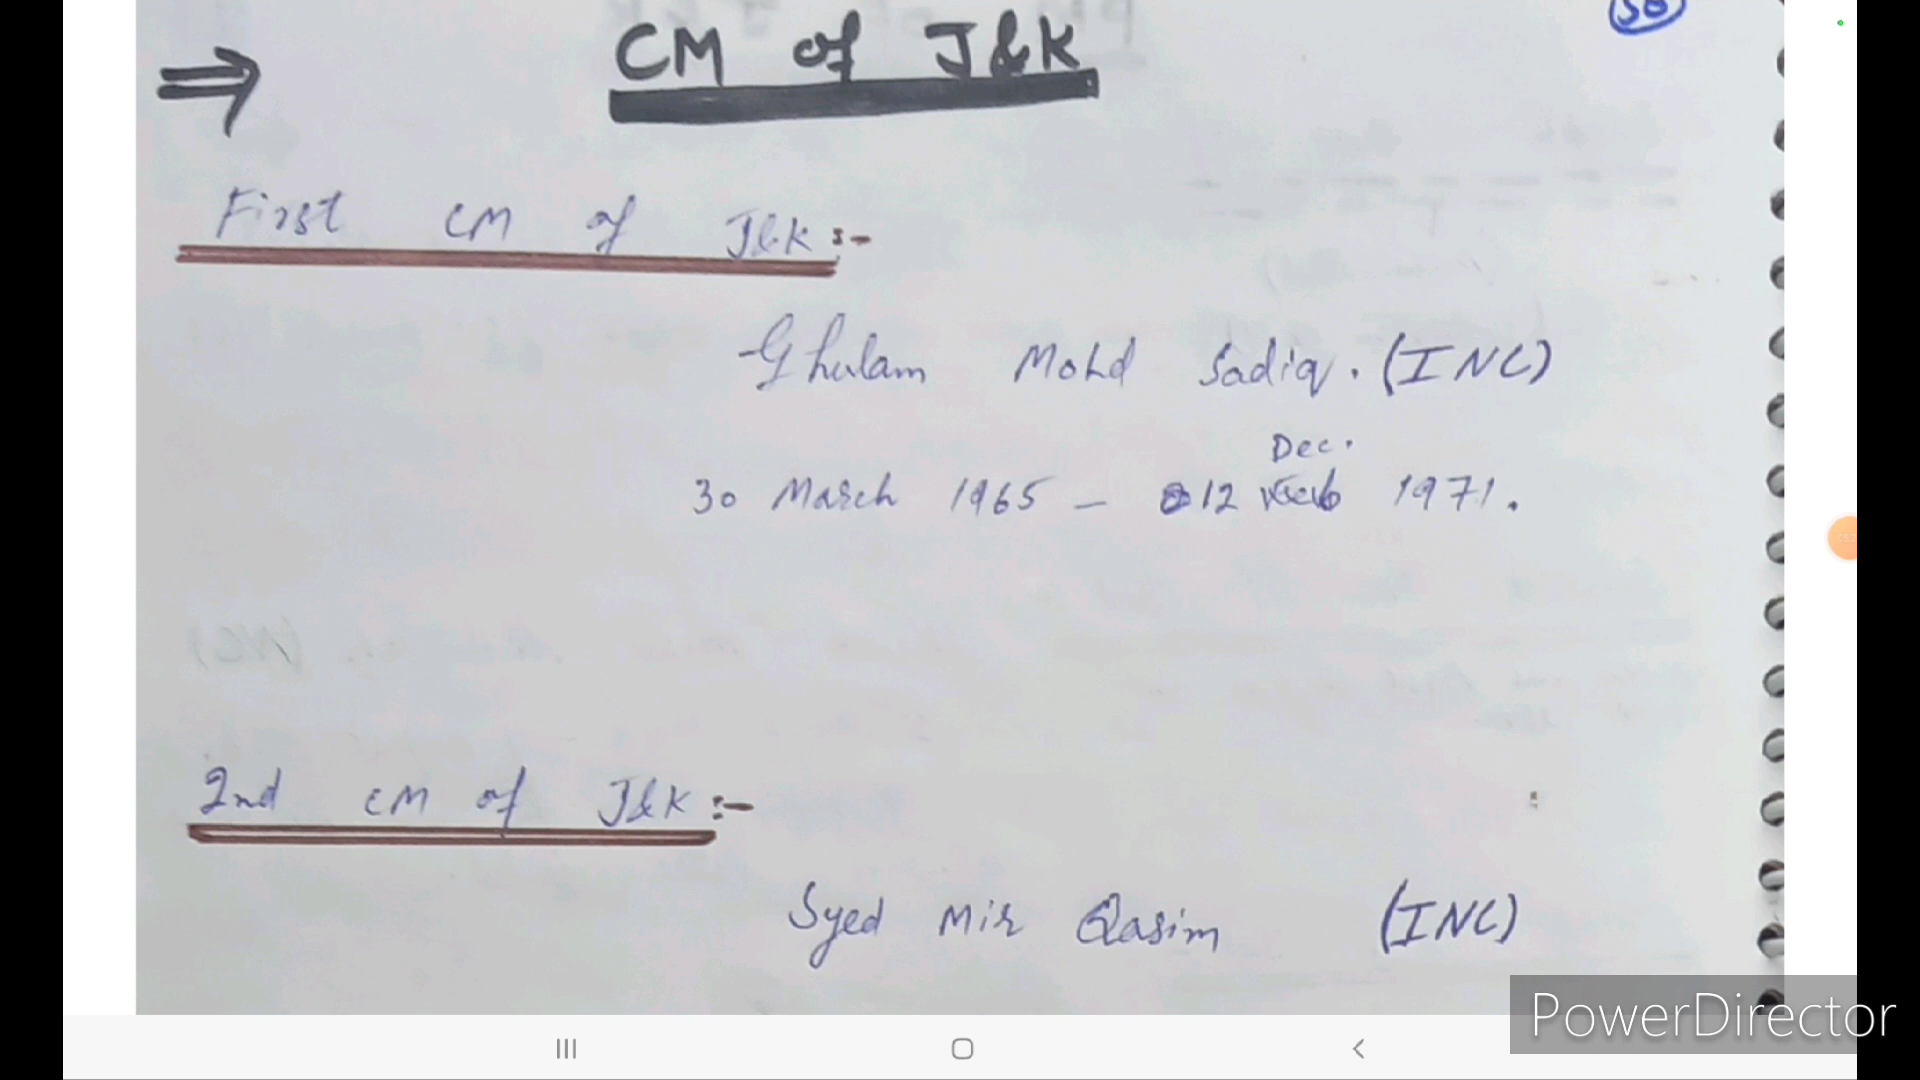 CM of J&K
First CM of J&K :-
Ghulam Mohd Sadiq. (INC)
Dec.
30 March 1965 - 12 1971.
2nd CM of J&K :-
Syed Mir Qasim (INC)
PowerDirector